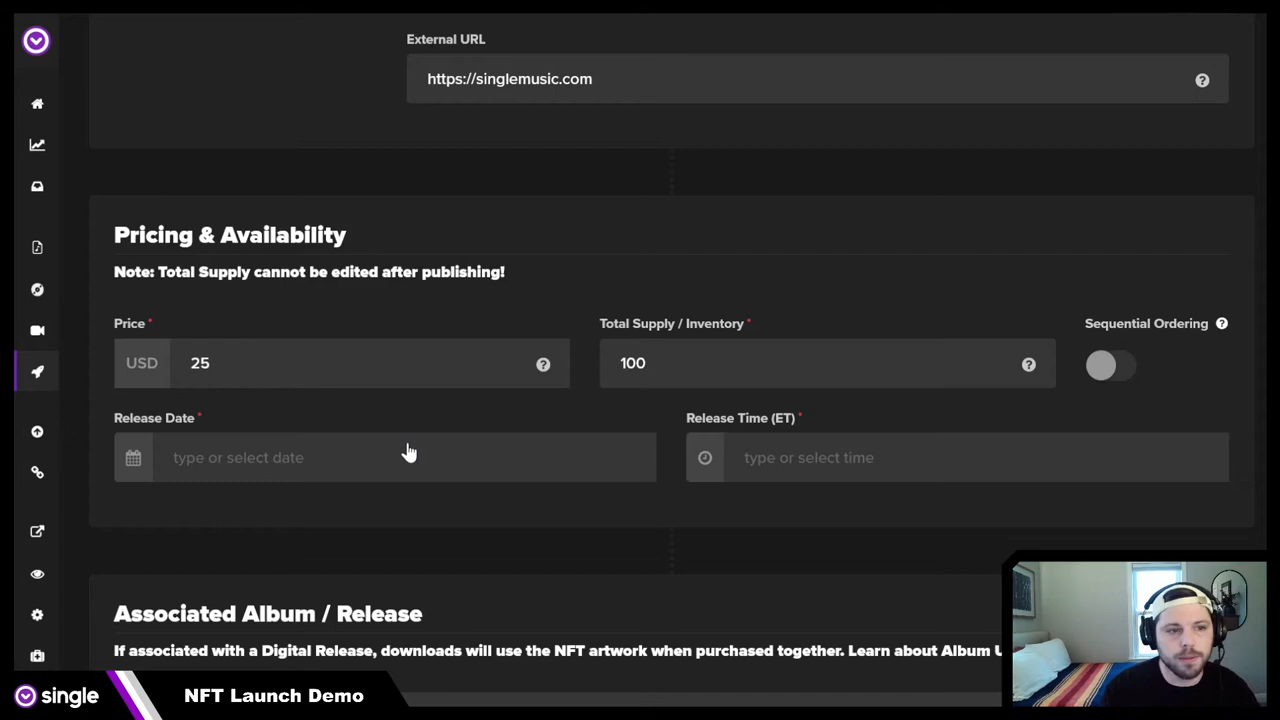 External URL
https://singlemusic.com
Pricing & Availability
Note: Total Supply cannot be edited after publishing!
Price *
Total Supply / Inventory *
Sequential Ordering
USD 25
100
Release Date *
Release Time (ET) *
type or select date
type or select time
Associated Album / Release
If associated with a Digital Release, downloads will use the NFT artwork when purchased together. Learn about Album U
single
NFT Launch Demo